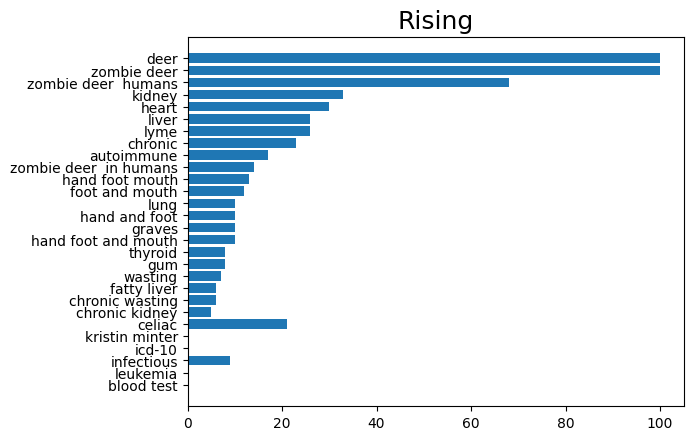 Rising
deer
zombie deer
zombie deer  humans
kidney
heart
liver
lyme
chronic
autoimmune
zombie deer  in humans
hand foot mouth
foot and mouth
lung
hand and foot
graves
hand foot and mouth
thyroid
gum
wasting
fatty liver
chronic wasting
chronic kidney
celiac
kristin minter
icd-10
infectious
leukemia
blood test
0 20 40 60 80 100